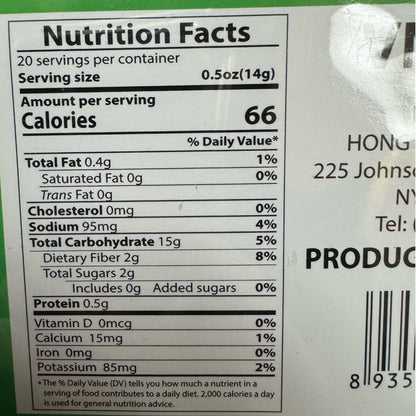 Nutrition Facts
20 servings per container
Serving size 0.5oz(14g)
Amount per serving
Calories 66
% Daily Value*
Total Fat 0.4g 1%
Saturated Fat 0g 0%
Trans Fat 0g
Cholesterol 0mg 0%
Sodium 95mg 4%
Total Carbohydrate 15g 5%
Dietary Fiber 2g 8%
Total Sugars 2g
Includes 0g Added sugars 0%
Protein 0.5g
Vitamin D 0mcg 0%
Calcium 15mg 1%
Iron 0mg 0%
Potassium 85mg 2%
*The % Daily Value (DV) tells you how much a nutrient in a
serving of food contributes to a daily diet. 2,000 calories a day
is used for general nutrition advice.
HONG
225 Johnso
NY
Tel: (
PRODUC
8 935